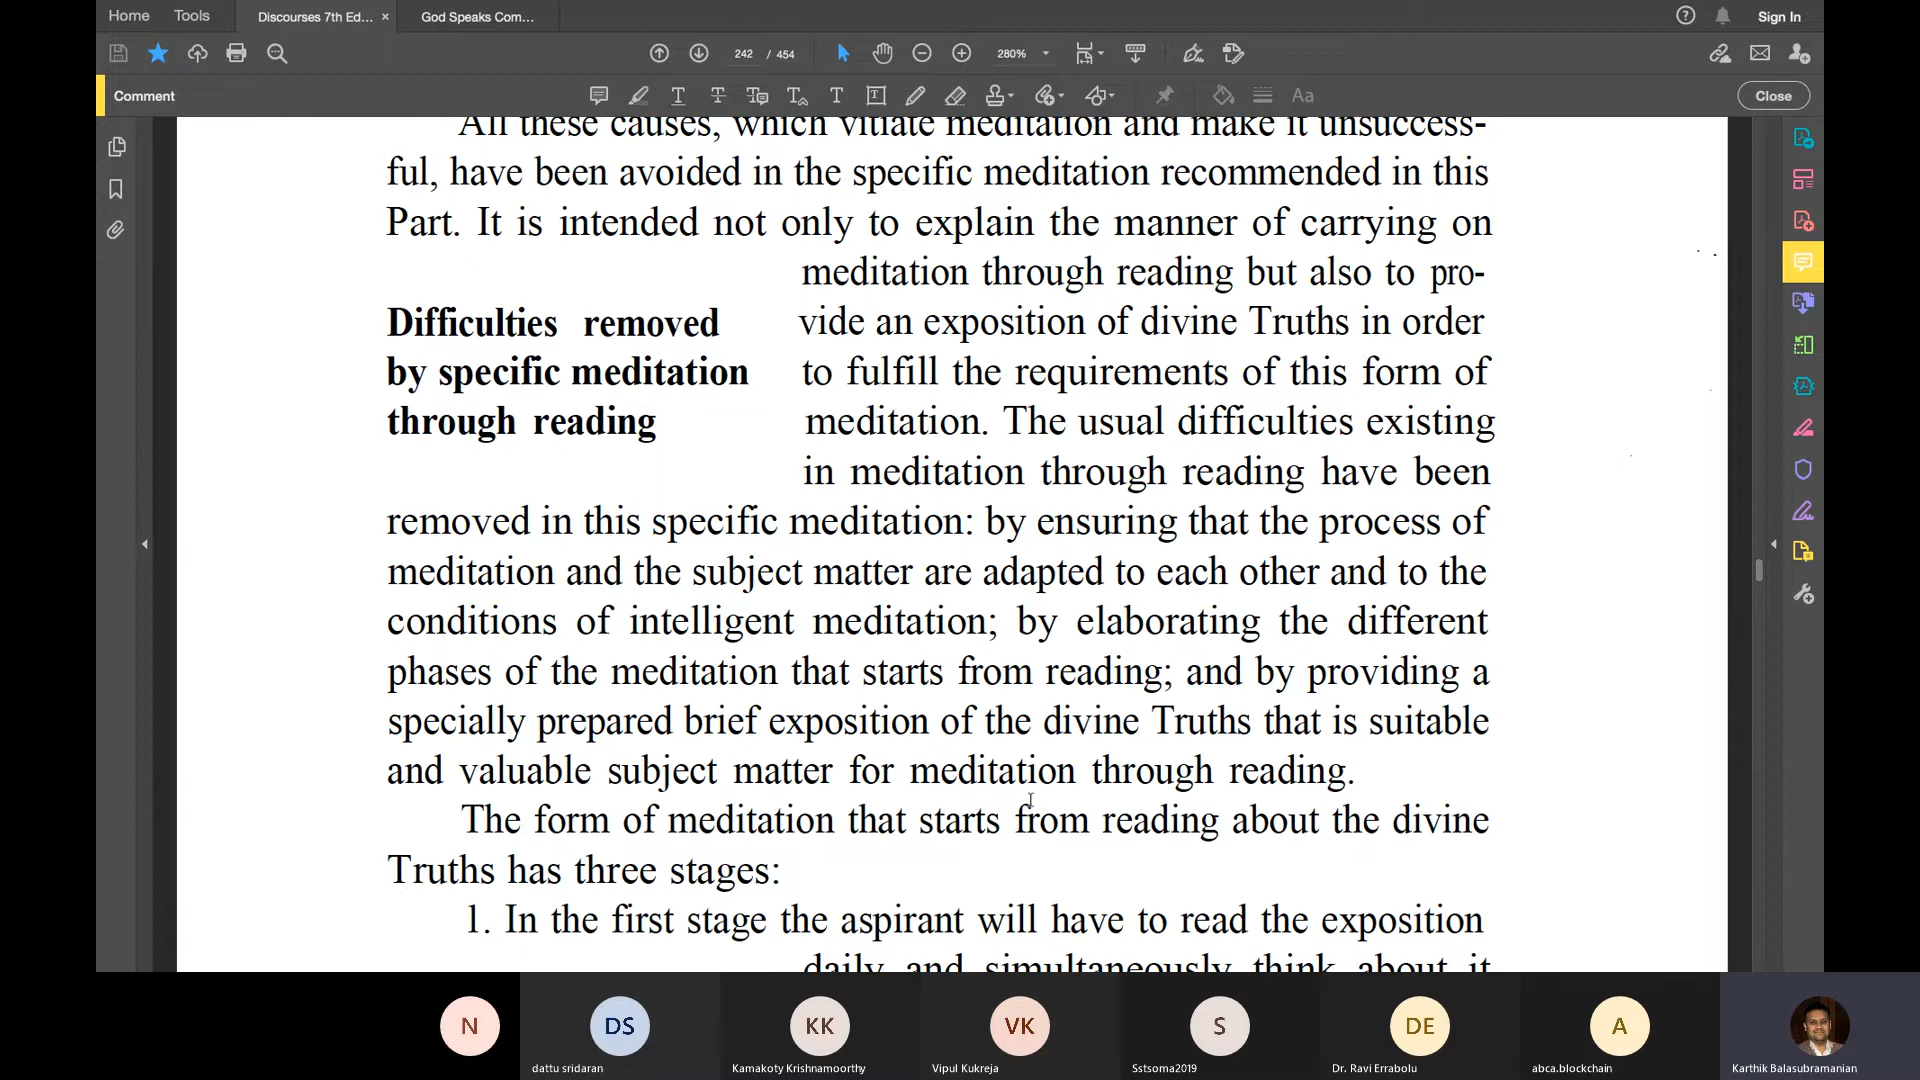 Home Tools Discourses 7th Ed... × God Speaks Com... Sign In
242 / 454 280%
Comment Close
All these causes, which vitiate meditation and make it unsuccess-
ful, have been avoided in the specific meditation recommended in this
Part. It is intended not only to explain the manner of carrying on
meditation through reading but also to pro-
Difficulties removed
by specific meditation
through reading
vide an exposition of divine Truths in order
to fulfill the requirements of this form of
meditation. The usual difficulties existing
in meditation through reading have been
removed in this specific meditation: by ensuring that the process of
meditation and the subject matter are adapted to each other and to the
conditions of intelligent meditation; by elaborating the different
phases of the meditation that starts from reading; and by providing a
specially prepared brief exposition of the divine Truths that is suitable
and valuable subject matter for meditation through reading.
The form of meditation that starts from reading about the divine
Truths has three stages:
1. In the first stage the aspirant will have to read the exposition
daily and simultaneously think about it
N DS KK VK S DE A
dattu sridaran Kamakoty Krishnamoorthy Vipul Kukreja Sstsoma2019 Dr. Ravi Errabolu abca.blockchain Karthik Balasubramanian